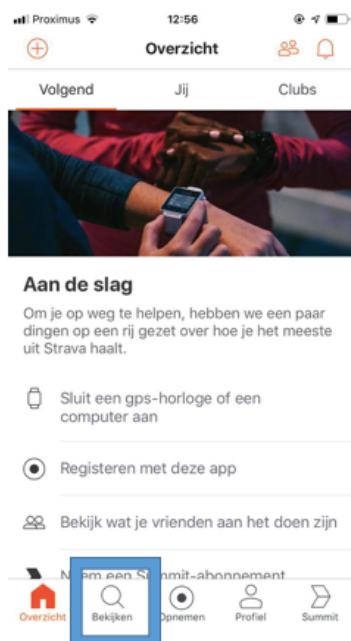 Proximus 12:56
Overzicht
Volgend Jij Clubs
Aan de slag
Om je op weg te helpen, hebben we een paar
dingen op een rij gezet over hoe je het meeste
uit Strava haalt.
Sluit een gps-horloge of een
computer aan
Registeren met deze app
Bekijk wat je vrienden aan het doen zijn
Neem een Summit-abonnement
Overzicht Bekijken Opnemen Profiel Summit